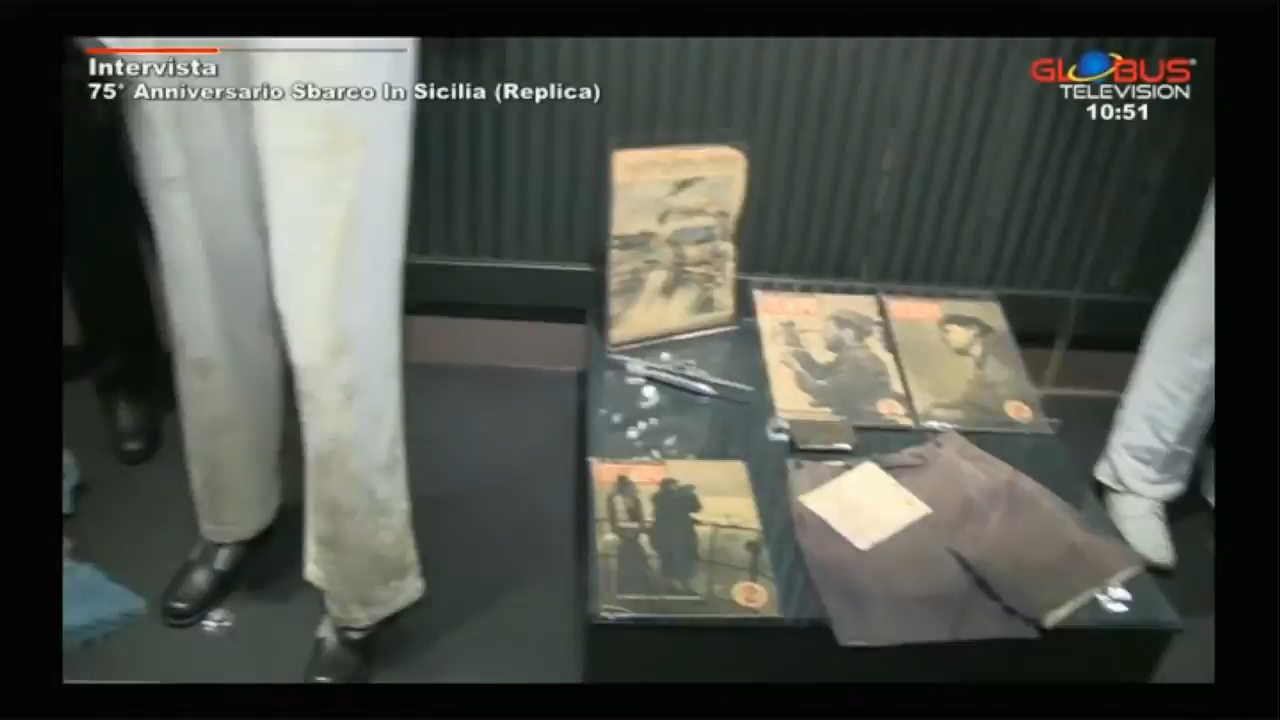 Intervista
75° Anniversario Sbarco In Sicilia (Replica)
GLOBUS®
TELEVISION
10:51